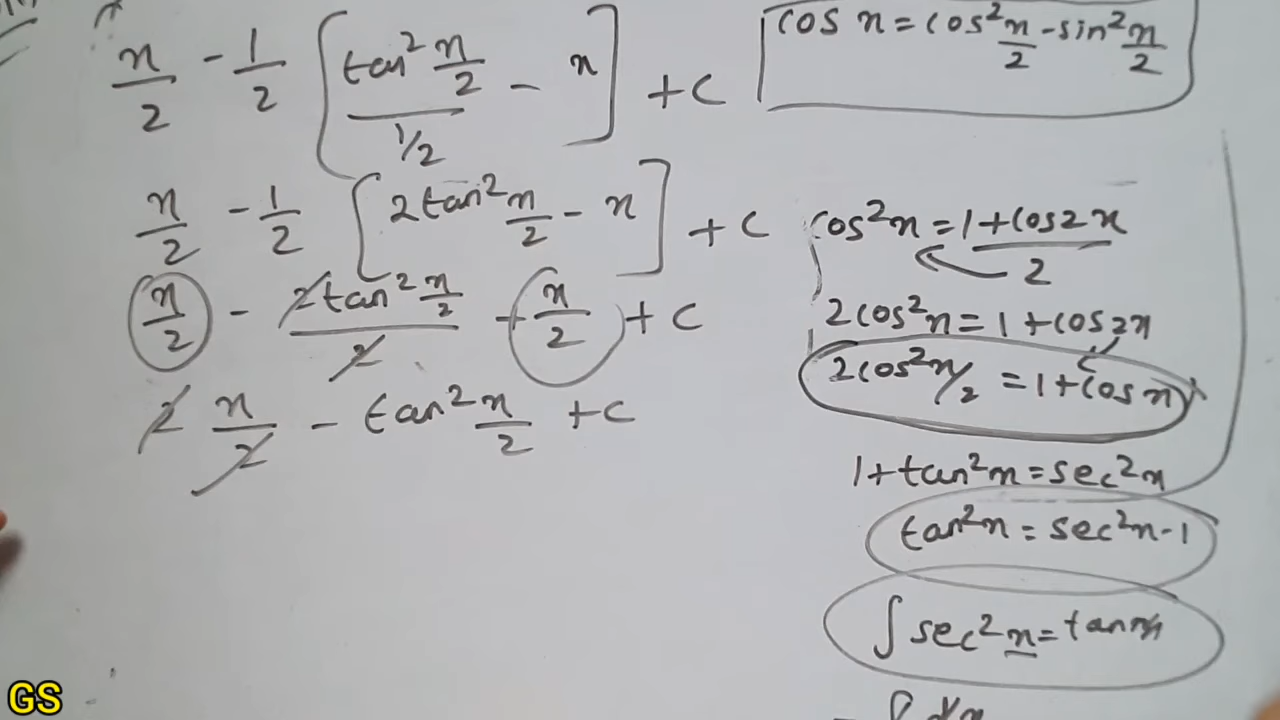 x/2 - 1/2 [tan² x/2 / 1/2 - x] + C
cos x = cos² x/2 - sin² x/2
x/2 - 1/2 [2tan² x/2 - x] + C
x/2 - 2tan² x/2 / 2 + x/2 + C
2 x/2 - tan² x/2 + C
cos²x = 1+cos2x / 2
2cos²x = 1+cos2x
2cos²x/2 = 1+cosx
1+tan²x = sec²x
tan²x = sec²x-1
∫sec²x = tanx
GS